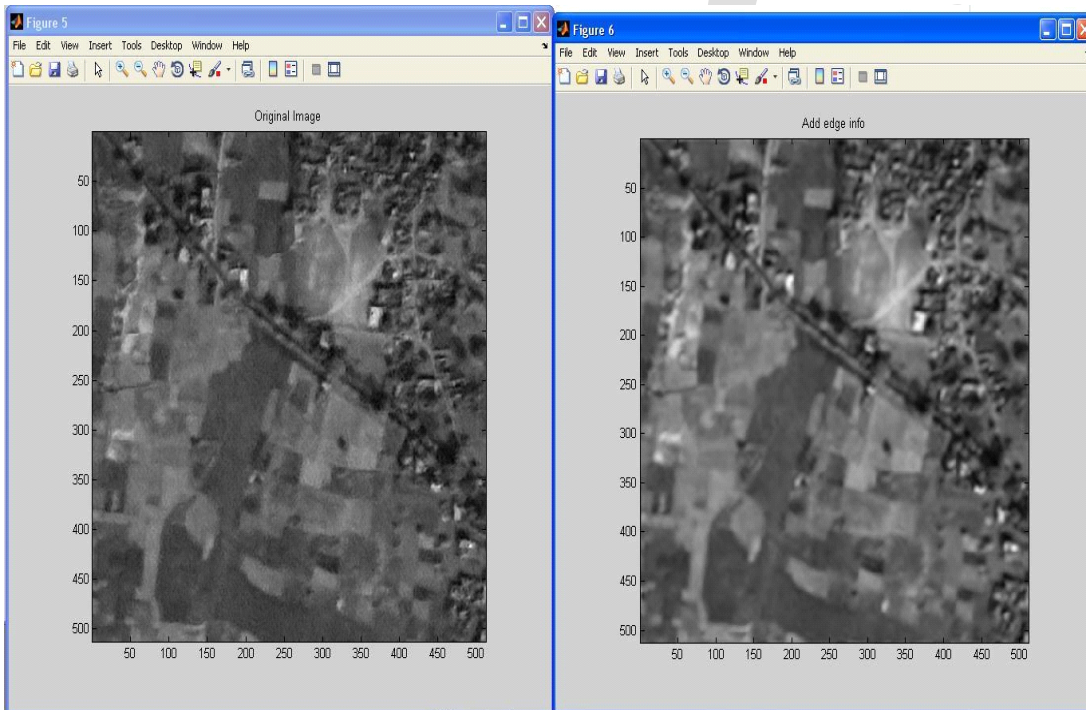 Figure 5
File Edit View Insert Tools Desktop Window Help
Original Image
50
100
150
200
250
300
350
400
450
500
50 100 150 200 250 300 350 400 450 500
Figure 6
File Edit View Insert Tools Desktop Window Help
Add edge info
50
100
150
200
250
300
350
400
450
500
50 100 150 200 250 300 350 400 450 500